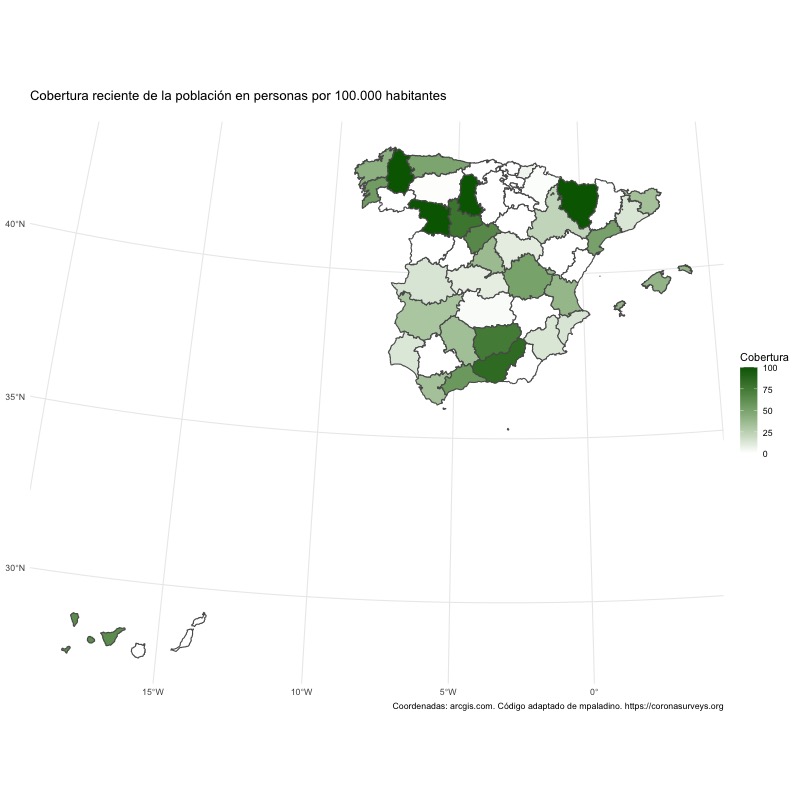 Cobertura reciente de la población en personas por 100.000 habitantes
40°N
35°N
30°N
15°W
10°W
5°W
0°
Cobertura
100
75
50
25
0
Coordenadas: arcgis.com. Código adaptado de mpaladino. https://coronasurveys.org